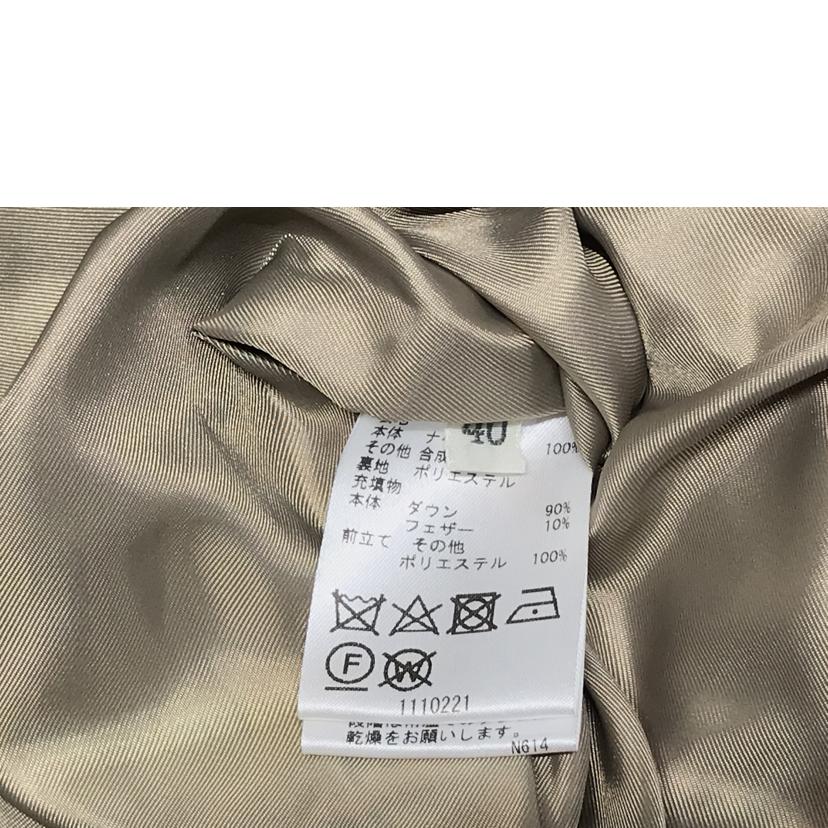 40
本体
その他 合成 100%
裏地 ポリエステル
充填物
本体 ダウン 90%
フェザー 10%
前立て その他
ポリエステル 100%
F
W
1110221
乾燥をお願いします。
N614